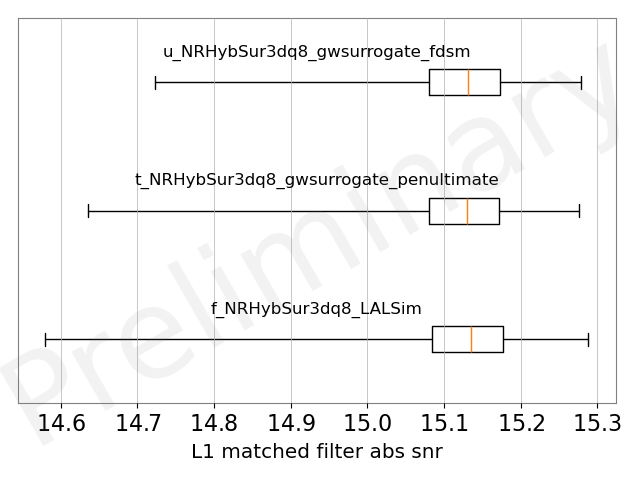 u_NRHybSur3dq8_gwsurrogate_fdsm
t_NRHybSur3dq8_gwsurrogate_penultimate
f_NRHybSur3dq8_LALSim
Preliminary
14.6 14.7 14.8 14.9 15.0 15.1 15.2 15.3
L1 matched filter abs snr